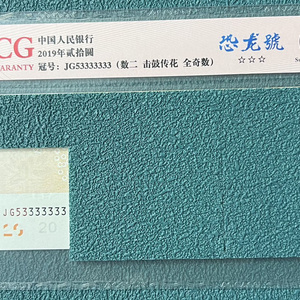 CG 中国人民银行
ARANTY 2019年贰拾圆
冠号：JG53333333（数二 击鼓传花 全奇数）
恐龙號
☆☆☆
JG53333333
20